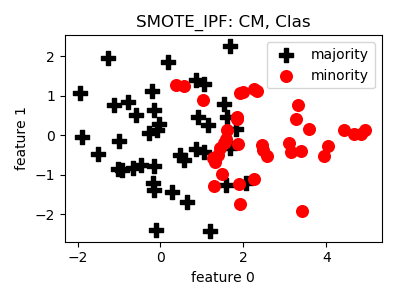 SMOTE_IPF: CM, Clas
majority
minority
feature 1
2
1
0
−1
−2
−2
0
2
4
feature 0